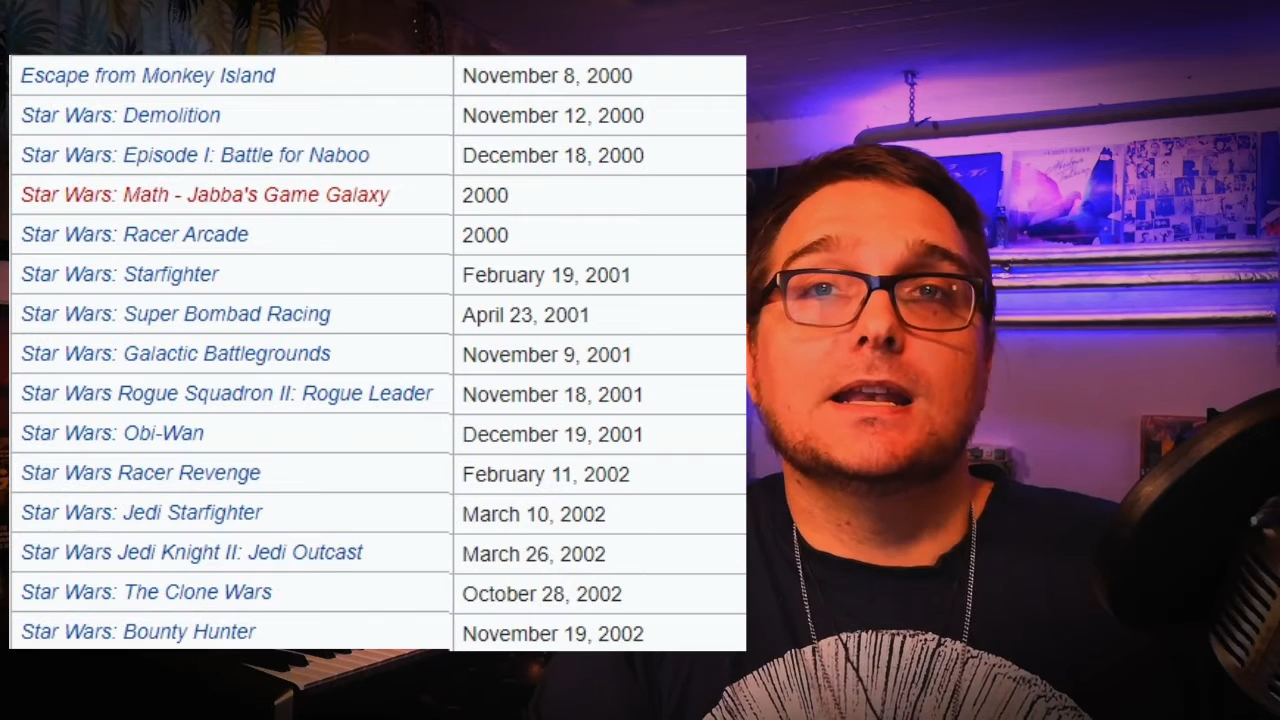 Escape from Monkey Island November 8, 2000
Star Wars: Demolition November 12, 2000
Star Wars: Episode I: Battle for Naboo December 18, 2000
Star Wars: Math - Jabba's Game Galaxy 2000
Star Wars: Racer Arcade 2000
Star Wars: Starfighter February 19, 2001
Star Wars: Super Bombad Racing April 23, 2001
Star Wars: Galactic Battlegrounds November 9, 2001
Star Wars Rogue Squadron II: Rogue Leader November 18, 2001
Star Wars: Obi-Wan December 19, 2001
Star Wars Racer Revenge February 11, 2002
Star Wars: Jedi Starfighter March 10, 2002
Star Wars Jedi Knight II: Jedi Outcast March 26, 2002
Star Wars: The Clone Wars October 28, 2002
Star Wars: Bounty Hunter November 19, 2002